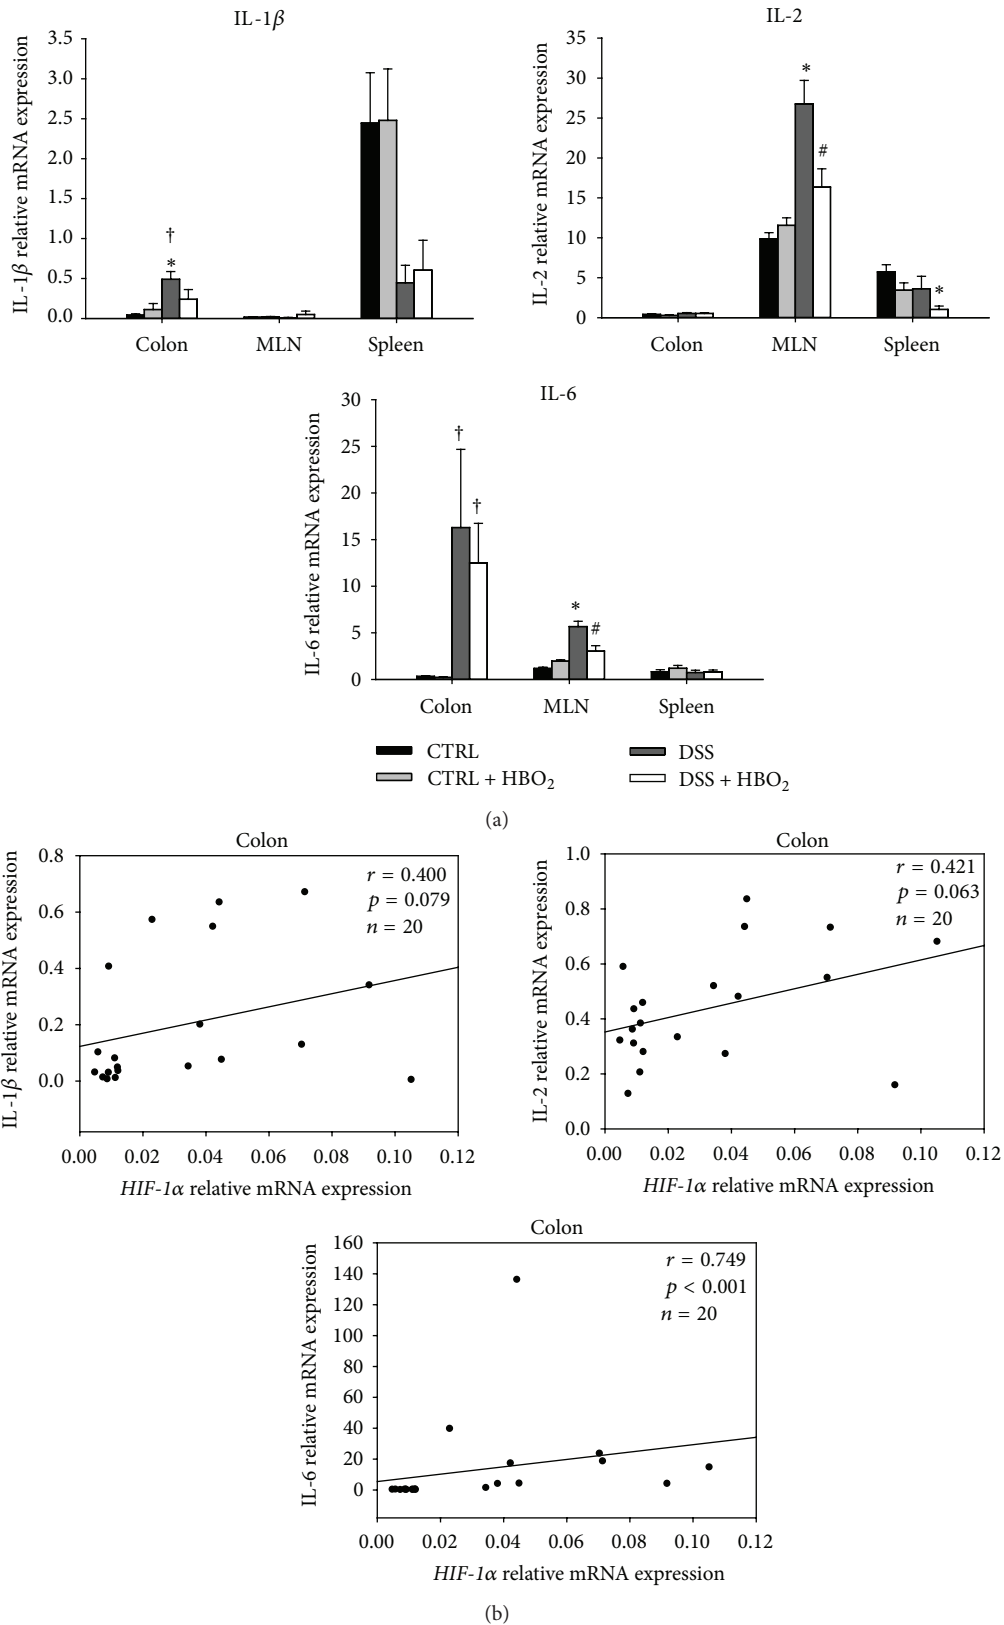 IL-1β
IL-1β relative mRNA expression
3.5
3.0
2.5
2.0
1.5
1.0
0.5
0.0
†
*
Colon MLN Spleen
IL-2
IL-2 relative mRNA expression
35
30
25
20
15
10
5
0
*
#
*
Colon MLN Spleen
IL-6
IL-6 relative mRNA expression
30
25
20
15
10
5
0
†
†
*
#
Colon MLN Spleen
CTRL
CTRL + HBO₂
DSS
DSS + HBO₂
(a)
Colon
IL-1β relative mRNA expression
0.8
0.6
0.4
0.2
0.0
r = 0.400
p = 0.079
n = 20
0.00 0.02 0.04 0.06 0.08 0.10 0.12
HIF-1α relative mRNA expression
Colon
IL-2 relative mRNA expression
1.0
0.8
0.6
0.4
0.2
0.0
r = 0.421
p = 0.063
n = 20
0.00 0.02 0.04 0.06 0.08 0.10 0.12
HIF-1α relative mRNA expression
Colon
IL-6 relative mRNA expression
160
140
120
100
80
60
40
20
0
r = 0.749
p < 0.001
n = 20
0.00 0.02 0.04 0.06 0.08 0.10 0.12
HIF-1α relative mRNA expression
(b)